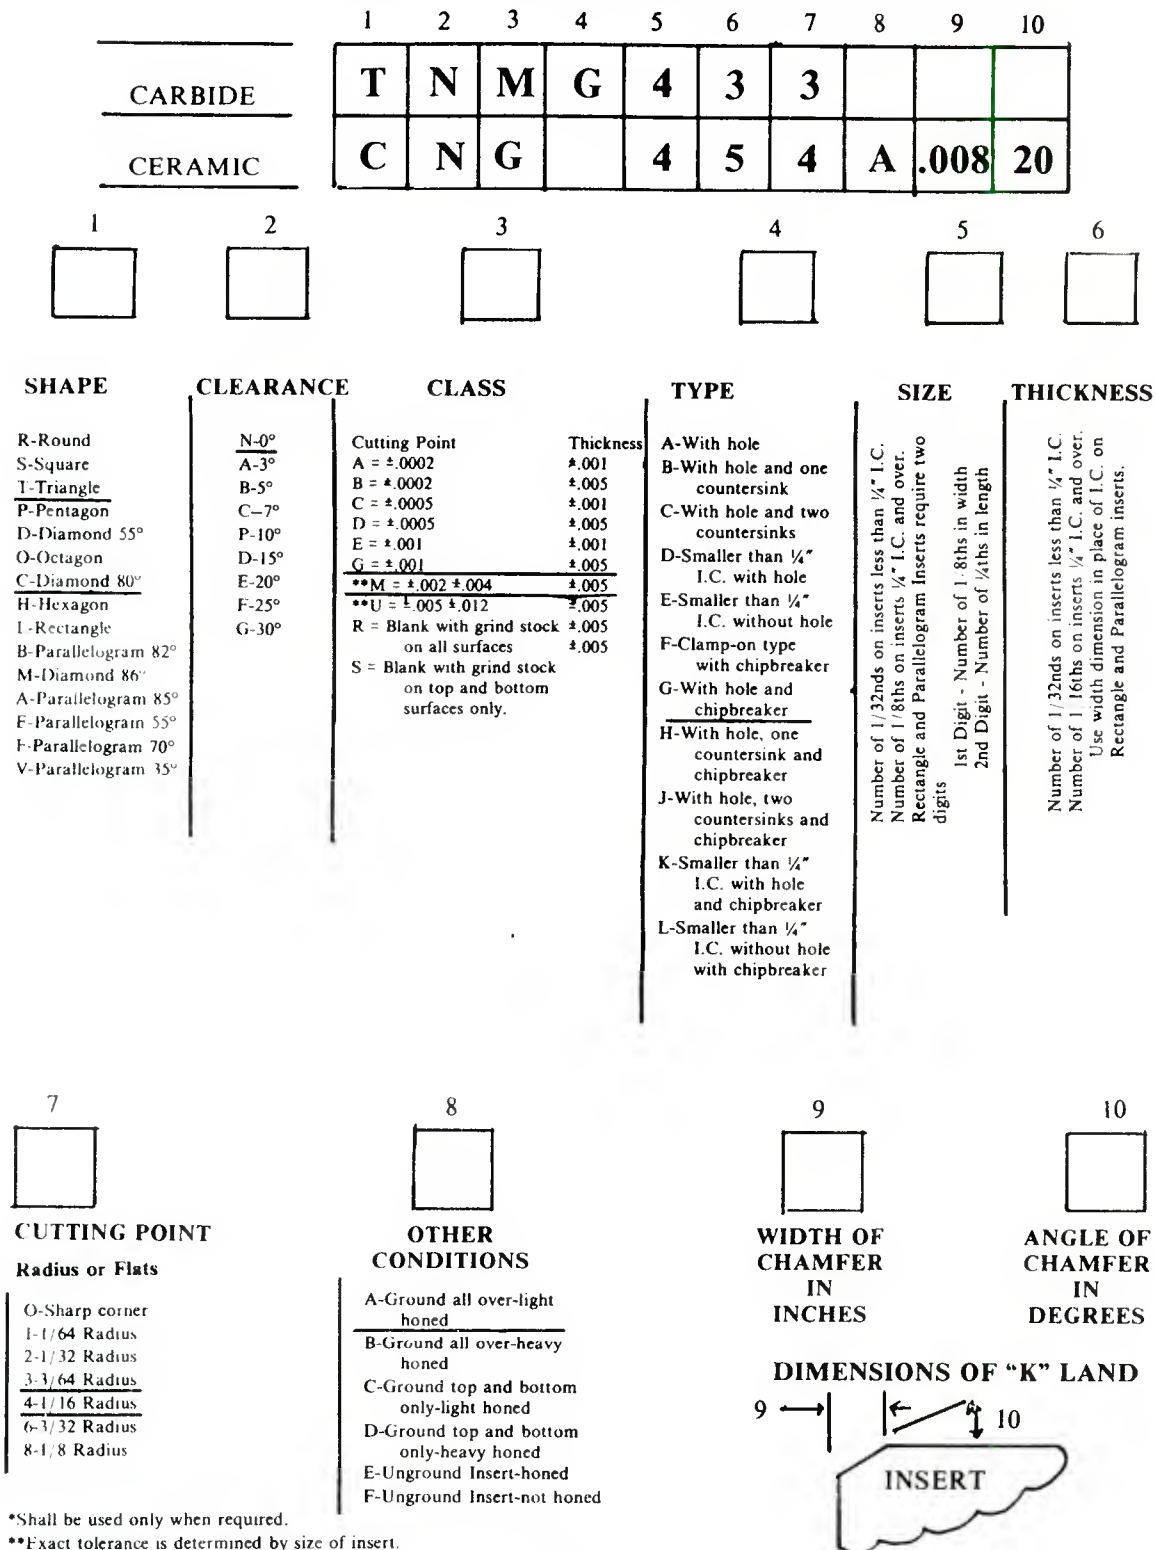 1 2 3 4 5 6 7 8 9 10
CARBIDE T N M G 4 3 3
CERAMIC C N G 4 5 4 A .008 20
1 2 3 4 5 6
SHAPE
R-Round
S-Square
T-Triangle
P-Pentagon
D-Diamond 55°
O-Octagon
C-Diamond 80°
H-Hexagon
L-Rectangle
B-Parallelogram 82°
M-Diamond 86°
A-Parallelogram 85°
E-Parallelogram 55°
F-Parallelogram 70°
V-Parallelogram 35°
CLEARANCE
N-0°
A-3°
B-5°
C-7°
P-10°
D-15°
E-20°
F-25°
G-30°
CLASS
Cutting Point Thickness
A = ±.0002 ±.001
B = ±.0002 ±.005
C = ±.0005 ±.001
D = ±.0005 ±.005
E = ±.001 ±.001
G = ±.001 ±.005
**M = ±.002 ±.004 ±.005
**U = ±.005 ±.012 ±.005
R = Blank with grind stock ±.005
on all surfaces ±.005
S = Blank with grind stock
on top and bottom
surfaces only.
TYPE
A-With hole
B-With hole and one
countersink
C-With hole and two
countersinks
D-Smaller than ¼″
I.C. with hole
E-Smaller than ¼″
I.C. without hole
F-Clamp-on type
with chipbreaker
G-With hole and
chipbreaker
H-With hole, one
countersink and
chipbreaker
J-With hole, two
countersinks and
chipbreaker
K-Smaller than ¼″
I.C. with hole
and chipbreaker
L-Smaller than ¼″
I.C. without hole
with chipbreaker
SIZE
Number of 1/32nds on inserts less than ¼″ I.C.
Number of 1/8ths on inserts ¼″ I.C. and over.
Rectangle and Parallelogram Inserts require two
digits
1st Digit - Number of 1/8ths in width
2nd Digit - Number of ¼ths in length
THICKNESS
Number of 1/32nds on inserts less than ¼″ I.C.
Number of 1/16ths on inserts ¼″ I.C. and over.
Use width dimension in place of I.C. on
Rectangle and Parallelogram inserts.
7 8 9 10
CUTTING POINT
Radius or Flats
O-Sharp corner
1-1/64 Radius
2-1/32 Radius
3-3/64 Radius
4-1/16 Radius
6-3/32 Radius
8-1/8 Radius
OTHER
CONDITIONS
A-Ground all over-light
honed
B-Ground all over-heavy
honed
C-Ground top and bottom
only-light honed
D-Ground top and bottom
only-heavy honed
E-Unground Insert-honed
F-Unground Insert-not honed
WIDTH OF
CHAMFER
IN
INCHES
ANGLE OF
CHAMFER
IN
DEGREES
DIMENSIONS OF “K” LAND
9 10
INSERT
*Shall be used only when required.
**Exact tolerance is determined by size of insert.